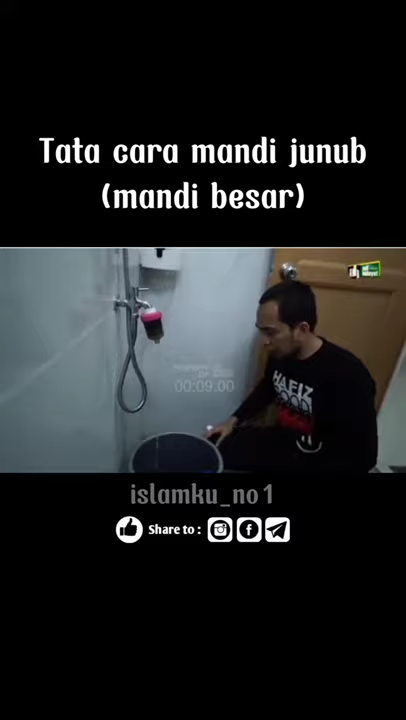 Tata cara mandi junub
(mandi besar)
00:09.00
HAFIZ
islamku_no1
Share to :